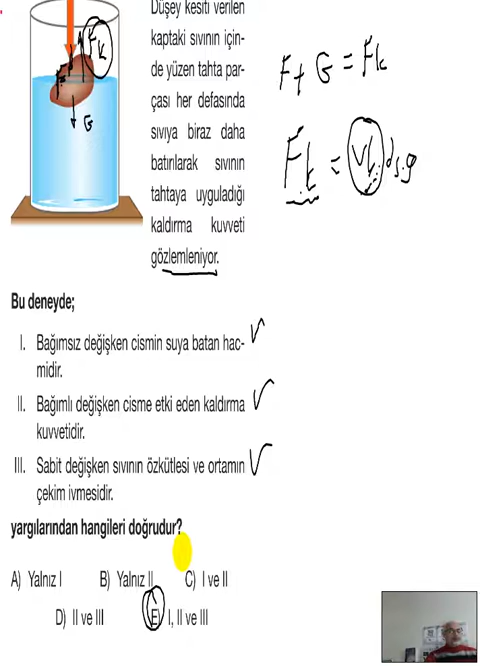 Düşey kesiti verilen
kaptaki sıvının için-
de yüzen tahta par-
çası her defasında
sıvıya biraz daha
batırılarak sıvının
tahtaya uyguladığı
kaldırma kuvveti
gözlemleniyor.
Fk
F
G
F + G = Fk
Fk = Vb . ds . g
Bu deneyde;
I. Bağımsız değişken cismin suya batan hac-
midir.
II. Bağımlı değişken cisme etki eden kaldırma
kuvvetidir.
III. Sabit değişken sıvının özkütlesi ve ortamın
çekim ivmesidir.
yargılarından hangileri doğrudur?
A) Yalnız I B) Yalnız II C) I ve II
D) II ve III E) I, II ve III